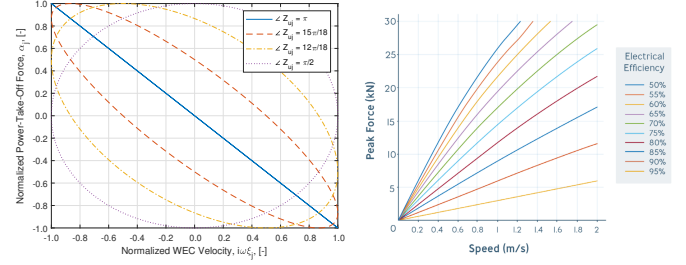 1.0
0.8
0.6
0.4
0.2
0.0
-0.2
-0.4
-0.6
-0.8
-1.0
Normalized Power-Take-Off Force, α_j, [-]
-1.0 -0.8 -0.6 -0.4 -0.2 0.0 0.2 0.4 0.6 0.8 1.0
Normalized WEC Velocity, iωξ_j, [-]
∠ Z_uj = π
∠ Z_uj = 15π/18
∠ Z_uj = 12π/18
∠ Z_uj = π/2
Peak Force (kN)
30
25
20
15
10
5
0 0.2 0.4 0.6 0.8 1.0 1.2 1.4 1.6 1.8 2.0
Speed (m/s)
Electrical
Efficiency
50%
55%
60%
65%
70%
75%
80%
85%
90%
95%